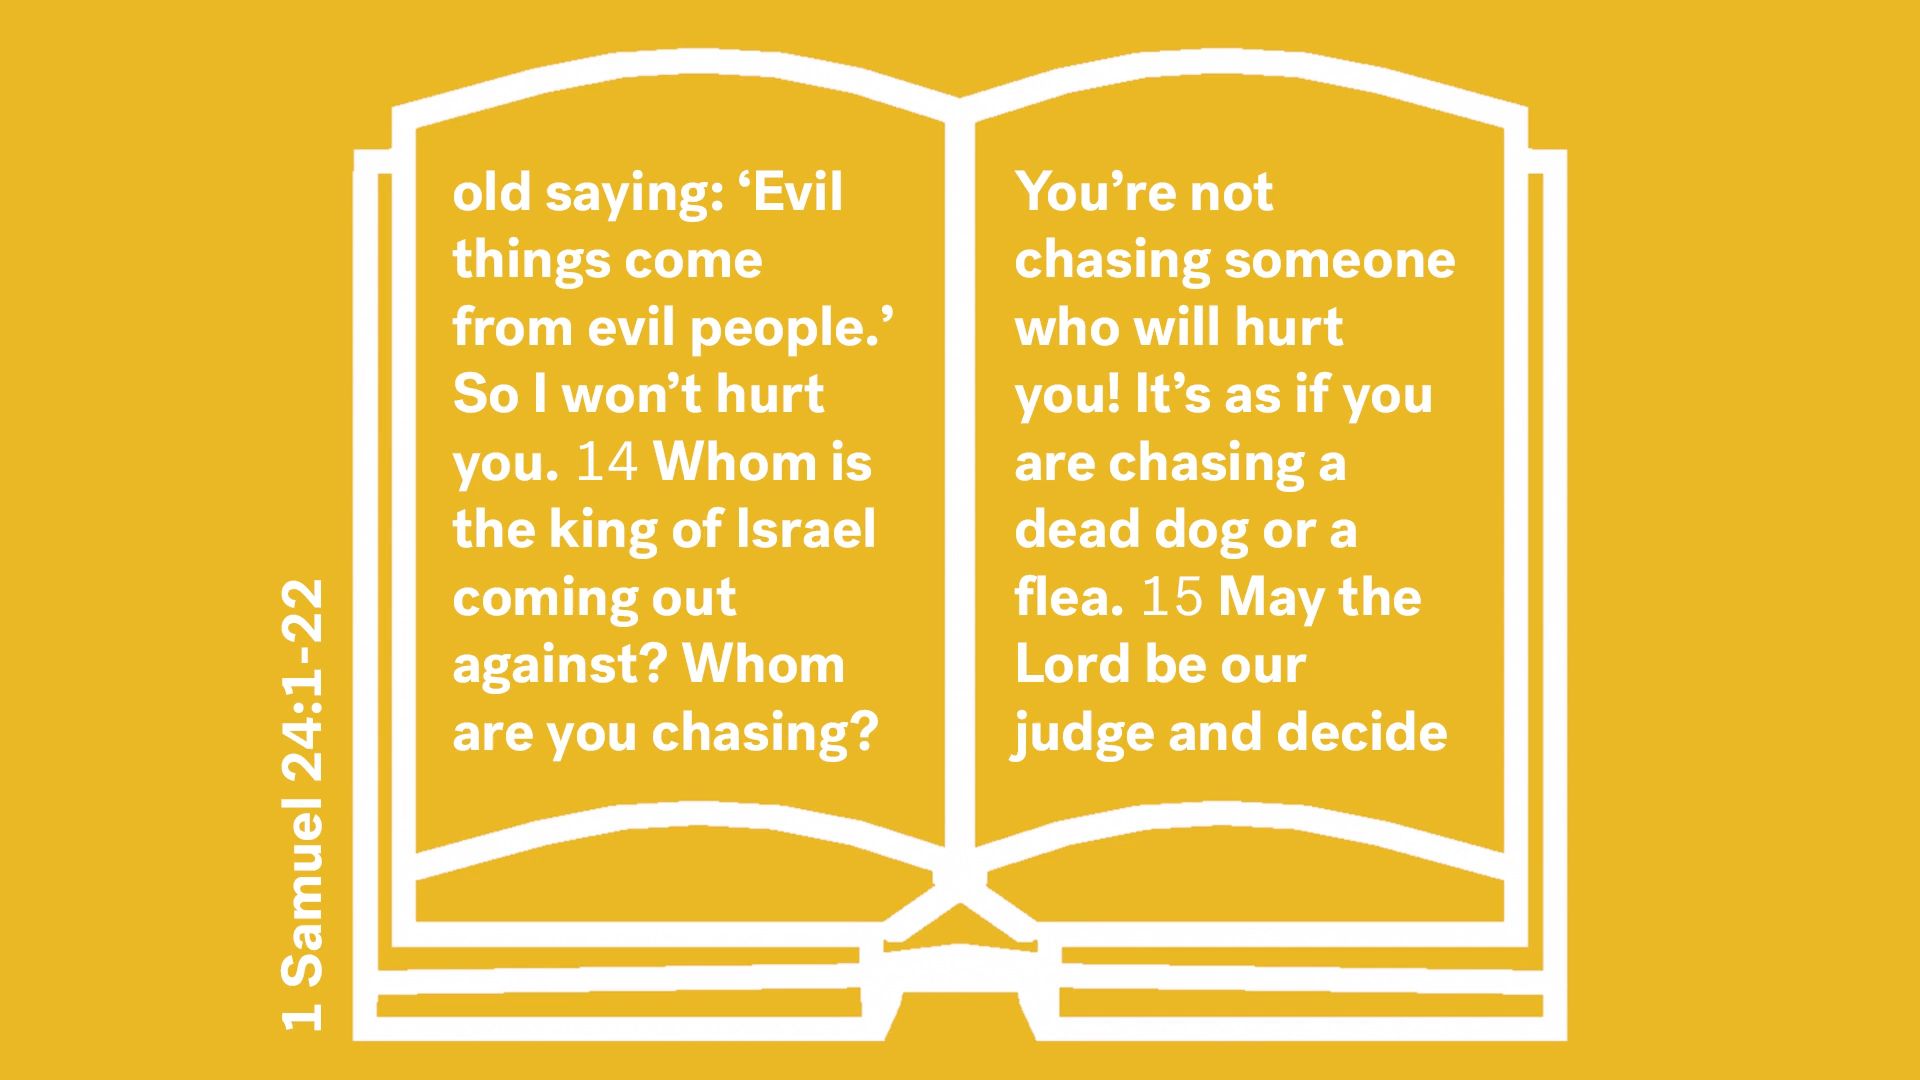 old saying: ‘Evil
things come
from evil people.’
So I won’t hurt
you. 14 Whom is
the king of Israel
coming out
against? Whom
are you chasing?
You’re not
chasing someone
who will hurt
you! It’s as if you
are chasing a
dead dog or a
flea. 15 May the
Lord be our
judge and decide
1 Samuel 24:1-22